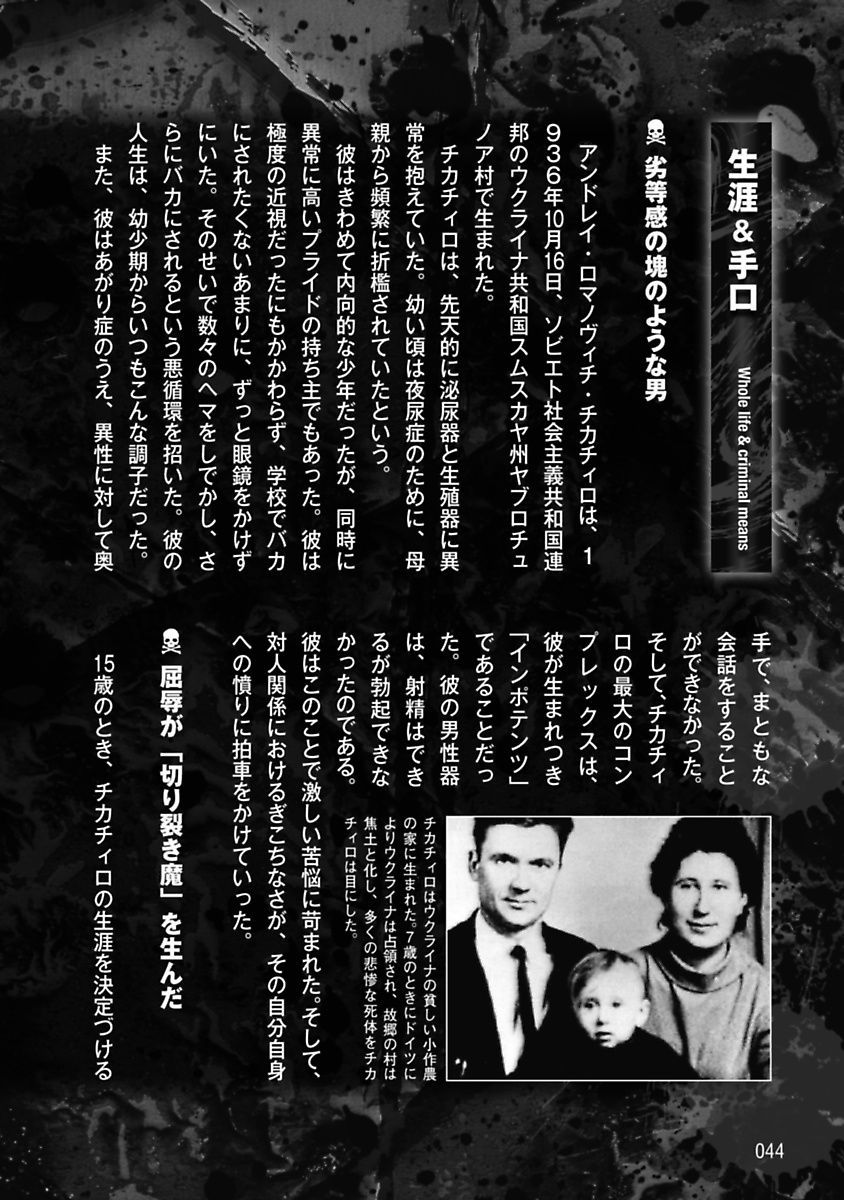 生涯&手口
Whole life & criminal means
劣等感の塊のような男
アンドレイ・ロマノヴィチ・チカチィロは、1
936年10月16日、ソビエト社会主義共和国連
邦のウクライナ共和国スムスカヤ州ヤブロチュ
ノア村で生まれた。
チカチィロは、先天的に泌尿器と生殖器に異
常を抱えていた。幼い頃は夜尿症のために、母
親から頻繁に折檻されていたという。
彼はきわめて内向的な少年だったが、同時に
異常に高いプライドの持ち主でもあった。彼は
極度の近視だったにもかかわらず、学校でバカ
にされたくないあまりに、ずっと眼鏡をかけず
にいた。そのせいで数々のヘマをしでかし、さ
らにバカにされるという悪循環を招いた。彼の
人生は、幼少期からいつもこんな調子だった。
また、彼はあがり症のうえ、異性に対して奥
手で、まともな
会話をすること
ができなかった。
そして、チカチィ
ロの最大のコン
プレックスは、
彼が生まれつき
「インポテンツ」
であることだっ
た。彼の男性器
は、射精はでき
るが勃起できな
かったのである。
彼はこのことで激しい苦悩に苛まれた。そして、
対人関係におけるぎこちなさが、その自分自身
への憤りに拍車をかけていった。
チカチィロはウクライナの貧しい小作農
の家に生まれた。7歳のときにドイツに
よりウクライナは占領され、故郷の村は
焦土と化し、多くの悲惨な死体をチカ
チィロは目にした。
屈辱が「切り裂き魔」を生んだ
15歳のとき、チカチィロの生涯を決定づける
044